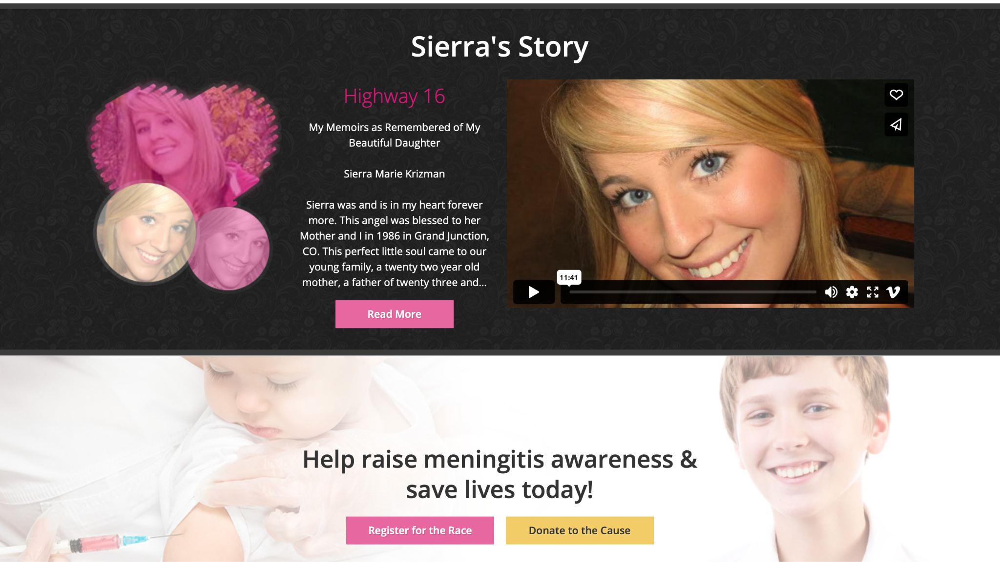 Sierra's Story
Highway 16
My Memoirs as Remembered of My
Beautiful Daughter
Sierra Marie Krizman
Sierra was and is in my heart forever
more. This angel was blessed to her
Mother and I in 1986 in Grand Junction,
CO. This perfect little soul came to our
young family, a twenty two year old
mother, a father of twenty three and...
Read More
11:41
Help raise meningitis awareness &
save lives today!
Register for the Race
Donate to the Cause